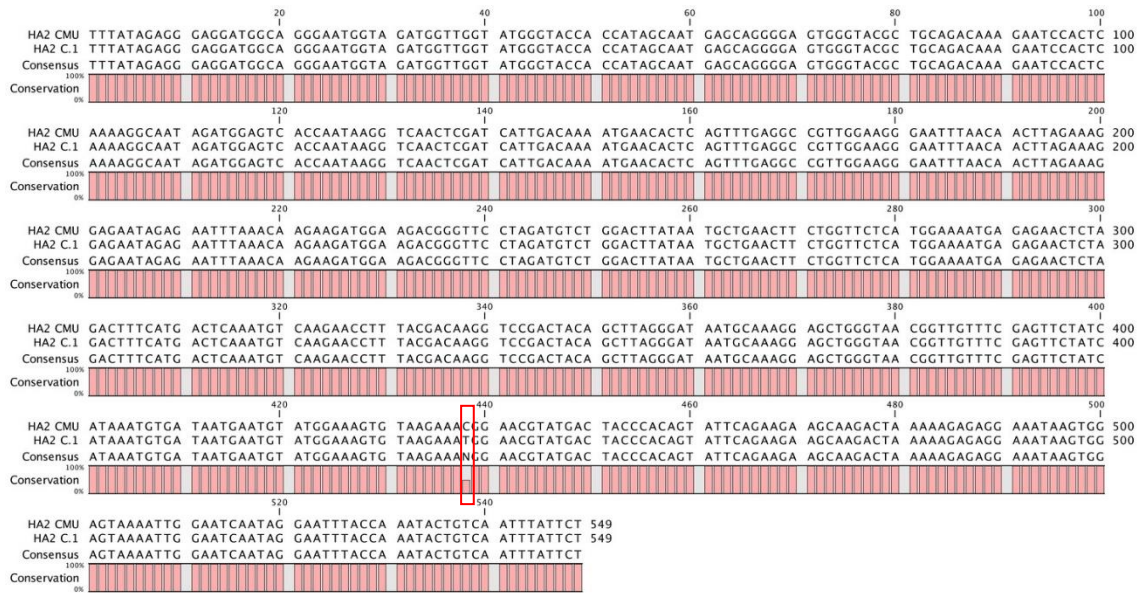 20 40 60 80 100
HA2 CMU TTTATAGAGG GAGGATGGCA GGGAATGGTA GATGGTTGGT ATGGGTACCA CCATAGCAAT GAGCAGGGGA GTGGGTACGC TGCAGACAAA GAATCCACTC 100
HA2 C.1 TTTATAGAGG GAGGATGGCA GGGAATGGTA GATGGTTGGT ATGGGTACCA CCATAGCAAT GAGCAGGGGA GTGGGTACGC TGCAGACAAA GAATCCACTC 100
Consensus TTTATAGAGG GAGGATGGCA GGGAATGGTA GATGGTTGGT ATGGGTACCA CCATAGCAAT GAGCAGGGGA GTGGGTACGC TGCAGACAAA GAATCCACTC
100%
Conservation
0%
120 140 160 180 200
HA2 CMU AAAAGGCAAT AGATGGAGTC ACCAATAAGG TCAACTCGAT CATTGACAAA ATGAACACTC AGTTTGAGGC CGTTGGAAGG GAATTTAACA ACTTAGAAAG 200
HA2 C.1 AAAAGGCAAT AGATGGAGTC ACCAATAAGG TCAACTCGAT CATTGACAAA ATGAACACTC AGTTTGAGGC CGTTGGAAGG GAATTTAACA ACTTAGAAAG 200
Consensus AAAAGGCAAT AGATGGAGTC ACCAATAAGG TCAACTCGAT CATTGACAAA ATGAACACTC AGTTTGAGGC CGTTGGAAGG GAATTTAACA ACTTAGAAAG
100%
Conservation
0%
220 240 260 280 300
HA2 CMU GAGAATAGAG AATTTAAACA AGAAGATGGA AGACGGGTTC CTAGATGTCT GGACTTATAA TGCTGAACTT CTGGTTCTCA TGGAAAATGA GAGAACTCTA 300
HA2 C.1 GAGAATAGAG AATTTAAACA AGAAGATGGA AGACGGGTTC CTAGATGTCT GGACTTATAA TGCTGAACTT CTGGTTCTCA TGGAAAATGA GAGAACTCTA 300
Consensus GAGAATAGAG AATTTAAACA AGAAGATGGA AGACGGGTTC CTAGATGTCT GGACTTATAA TGCTGAACTT CTGGTTCTCA TGGAAAATGA GAGAACTCTA
100%
Conservation
0%
320 340 360 380 400
HA2 CMU GACTTTCATG ACTCAAATGT CAAGAACCTT TACGACAAGG TCCGACTACA GCTTAGGGAT AATGCAAAGG AGCTGGGTAA CGGTTGTTTC GAGTTCTATC 400
HA2 C.1 GACTTTCATG ACTCAAATGT CAAGAACCTT TACGACAAGG TCCGACTACA GCTTAGGGAT AATGCAAAGG AGCTGGGTAA CGGTTGTTTC GAGTTCTATC 400
Consensus GACTTTCATG ACTCAAATGT CAAGAACCTT TACGACAAGG TCCGACTACA GCTTAGGGAT AATGCAAAGG AGCTGGGTAA CGGTTGTTTC GAGTTCTATC
100%
Conservation
0%
420 440 460 480 500
HA2 CMU ATAAATGTGA TAATGAATGT ATGGAAAGTG TAAGAAACGG AACGTATGAC TACCCACAGT ATTCAGAAGA AGCAAGACTA AAAAGAGAGG AAATAAGTGG 500
HA2 C.1 ATAAATGTGA TAATGAATGT ATGGAAAGTG TAAGAAATGG AACGTATGAC TACCCACAGT ATTCAGAAGA AGCAAGACTA AAAAGAGAGG AAATAAGTGG 500
Consensus ATAAATGTGA TAATGAATGT ATGGAAAGTG TAAGAAANGG AACGTATGAC TACCCACAGT ATTCAGAAGA AGCAAGACTA AAAAGAGAGG AAATAAGTGG
100%
Conservation
0%
520 540
HA2 CMU AGTAAAATTG GAATCAATAG GAATTTACCA AATACTGTCA ATTTATTCT 549
HA2 C.1 AGTAAAATTG GAATCAATAG GAATTTACCA AATACTGTCA ATTTATTCT 549
Consensus AGTAAAATTG GAATCAATAG GAATTTACCA AATACTGTCA ATTTATTCT
100%
Conservation
0%